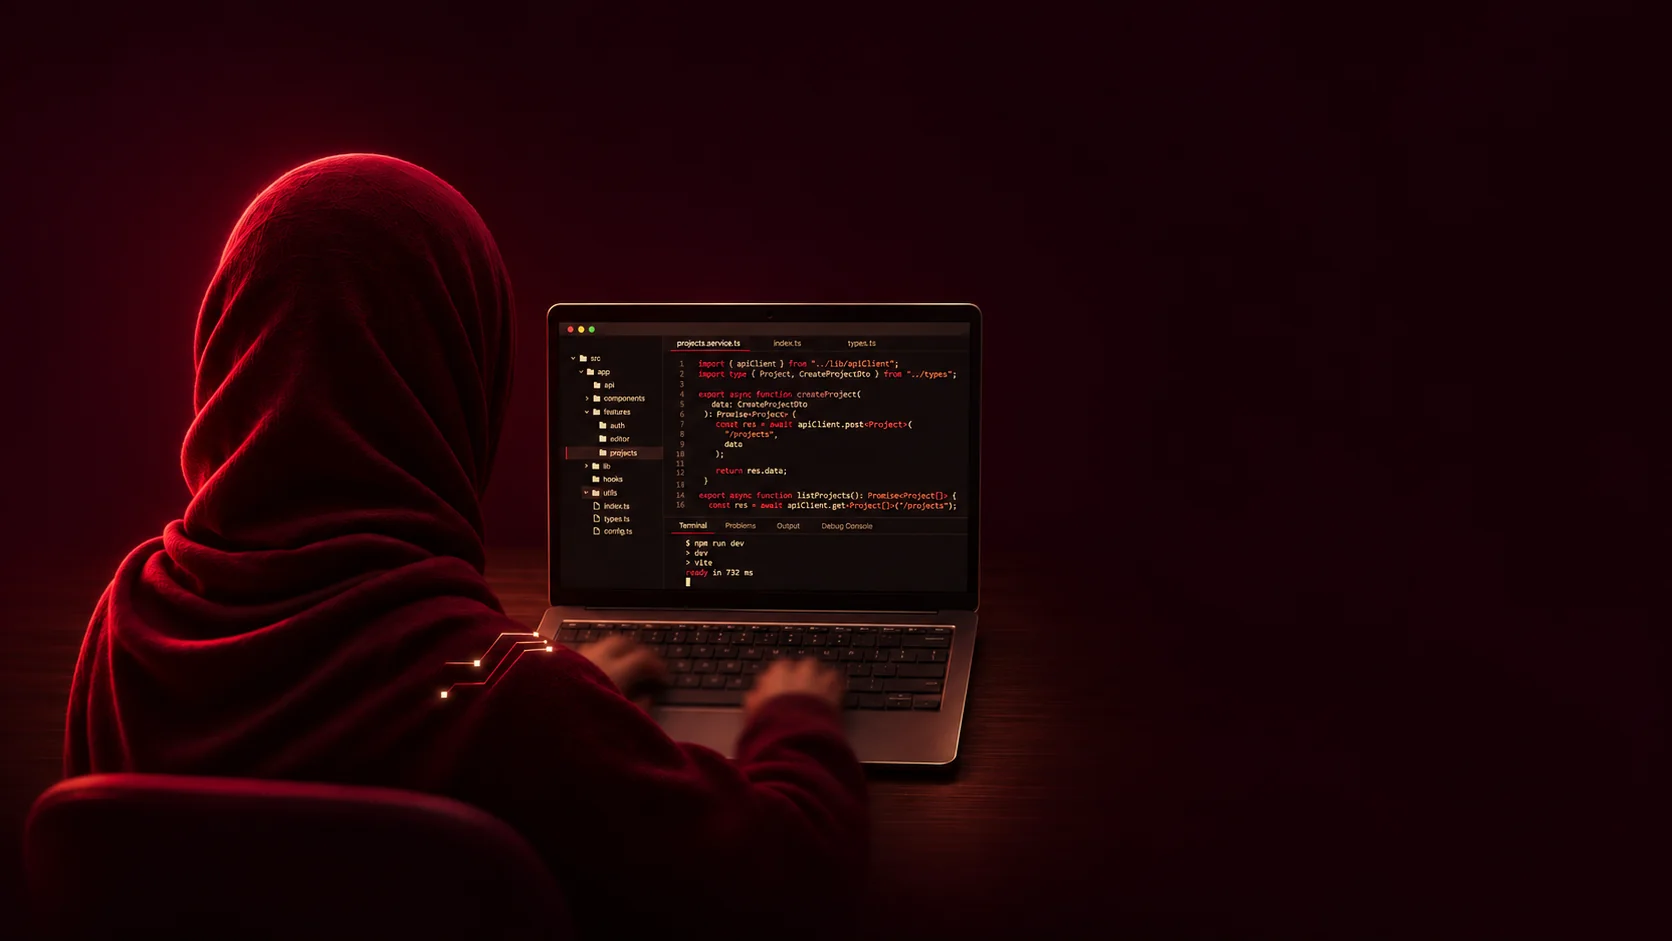 projects.service.ts index.ts types.ts
src
app
api
components
features
auth
editor
projects
lib
hooks
utils
index.ts
types.ts
config.ts
1 import { apiClient } from "../lib/apiClient";
2 import type { Project, CreateProjectDto } from "../types";
3
4 export async function createProject(
5 data: CreateProjectDto
6 ): Promise<Project> {
7 const res = await apiClient.post<Project>(
8 "/projects",
9 data
10 );
11
12 return res.data;
13 }
14 export async function listProjects(): Promise<Project[]> {
16 const res = await apiClient.get<Project[]>("/projects");
Terminal Problems Output Debug Console
$ npm run dev
> dev
> vite
ready in 732 ms